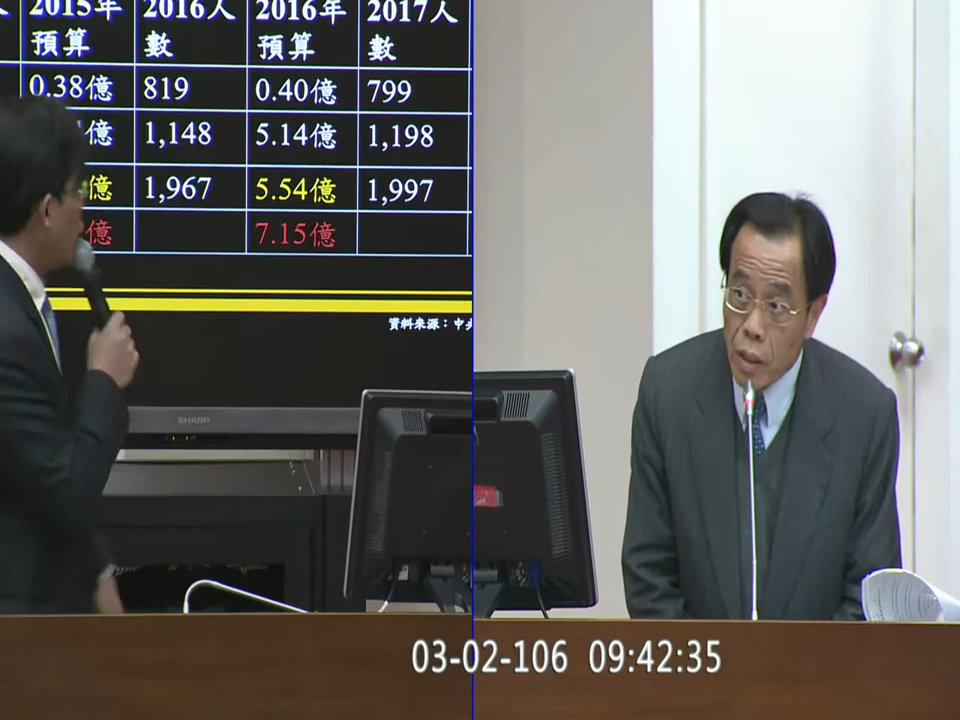 2015年預算 2016人數 2016年預算 2017人數
0.38億 819 0.40億 799
億 1,148 5.14億 1,198
億 1,967 5.54億 1,997
億 7.15億
資料來源：中央
SHARP
03-02-106 09:42:35